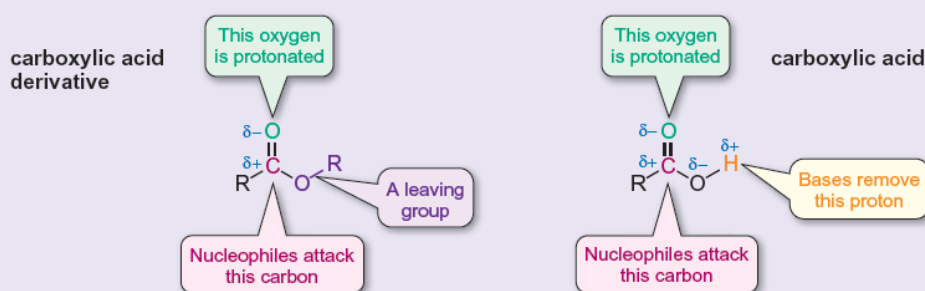 carboxylic acid
derivative
This oxygen
is protonated
δ− O
δ+ C
R
O
R
A leaving
group
Nucleophiles attack
this carbon
This oxygen
is protonated
carboxylic acid
δ− O
δ+
δ+ C δ− H
R
O
Bases remove
this proton
Nucleophiles attack
this carbon